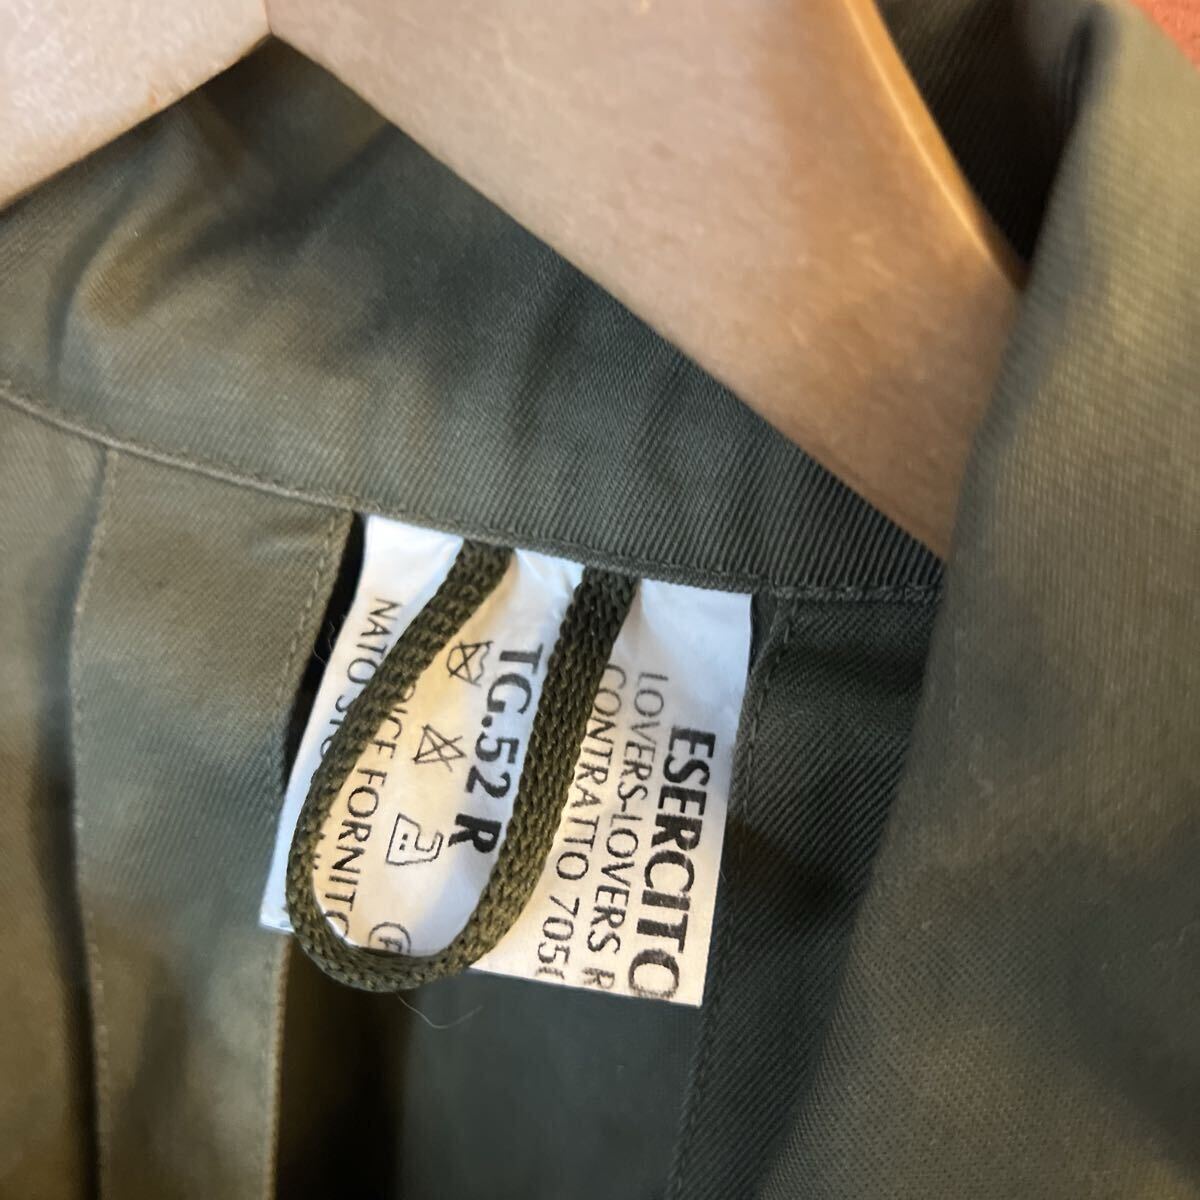 ESERCITO
LOVERS-LOVERS R
CONTRATTO 705
TG.52 R
FORNITO
NATO